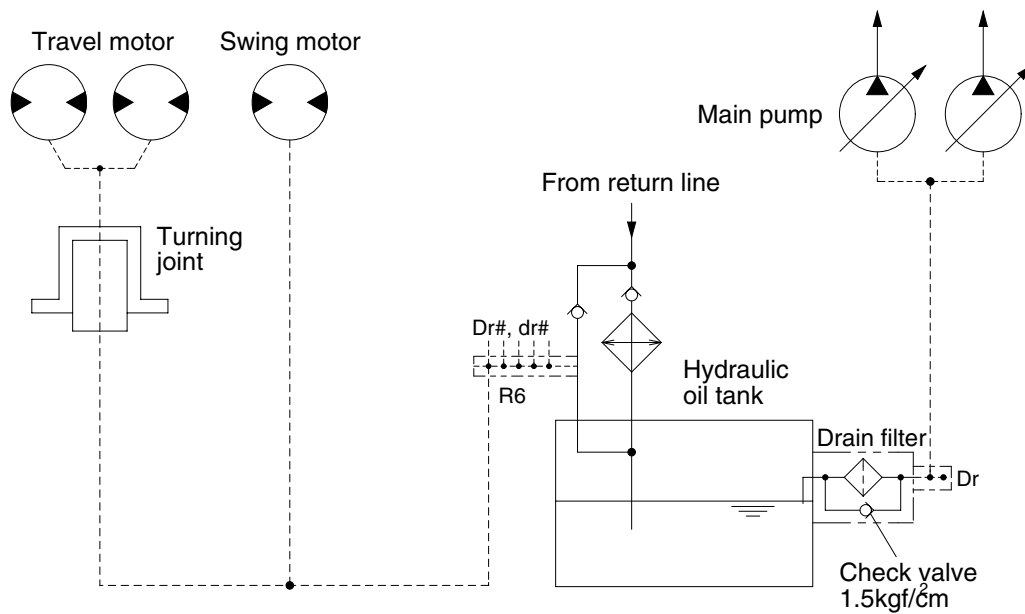 Travel motor
Swing motor
Main pump
From return line
Turning
joint
Dr#, dr#
R6
Hydraulic
oil tank
Drain filter
Dr
Check valve
1.5kgf/cm²